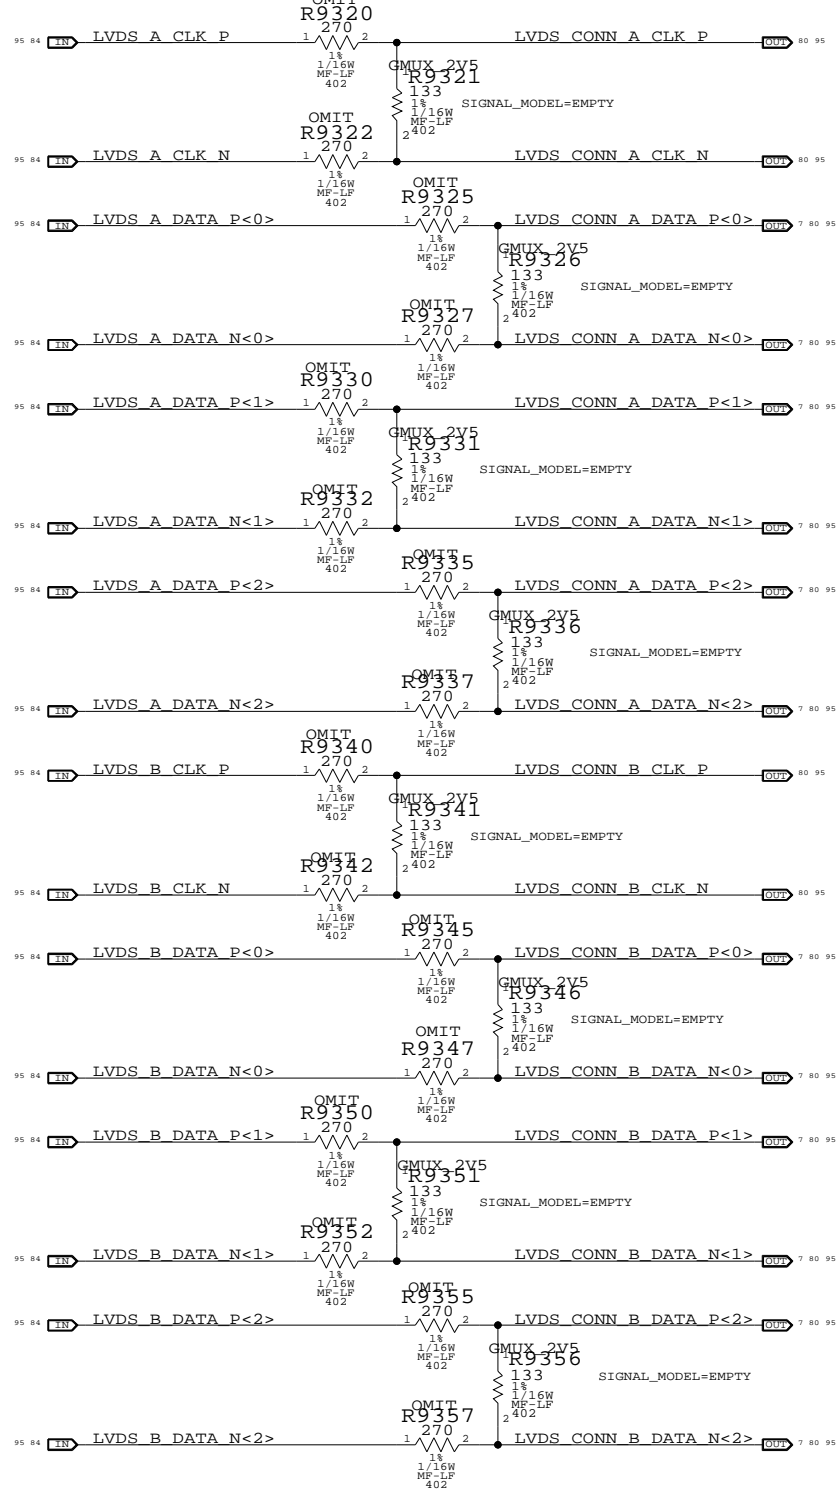 OMIT
R9320
270
95 84 IN LVDS_A_CLK_P 1 2 LVDS_CONN_A_CLK_P OUT 80 95
1%
1/16W
MF-LF
402
GMUX_2V5
1 R9321
133
1%
1/16W
MF-LF
2 402
SIGNAL_MODEL=EMPTY
OMIT
R9322
270
95 84 IN LVDS_A_CLK_N 1 2 LVDS_CONN_A_CLK_N OUT 80 95
1%
1/16W
MF-LF
402
OMIT
R9325
270
95 84 IN LVDS_A_DATA_P<0> 1 2 LVDS_CONN_A_DATA_P<0> OUT 7 80 95
1%
1/16W
MF-LF
402
GMUX_2V5
1 R9326
133
1%
1/16W
MF-LF
2 402
SIGNAL_MODEL=EMPTY
OMIT
R9327
270
95 84 IN LVDS_A_DATA_N<0> 1 2 LVDS_CONN_A_DATA_N<0> OUT 7 80 95
1%
1/16W
MF-LF
402
OMIT
R9330
270
95 84 IN LVDS_A_DATA_P<1> 1 2 LVDS_CONN_A_DATA_P<1> OUT 7 80 95
1%
1/16W
MF-LF
402
GMUX_2V5
1 R9331
133
1%
1/16W
MF-LF
2 402
SIGNAL_MODEL=EMPTY
OMIT
R9332
270
95 84 IN LVDS_A_DATA_N<1> 1 2 LVDS_CONN_A_DATA_N<1> OUT 7 80 95
1%
1/16W
MF-LF
402
OMIT
R9335
270
95 84 IN LVDS_A_DATA_P<2> 1 2 LVDS_CONN_A_DATA_P<2> OUT 7 80 95
1%
1/16W
MF-LF
402
GMUX_2V5
1 R9336
133
1%
1/16W
MF-LF
2 402
SIGNAL_MODEL=EMPTY
OMIT
R9337
270
95 84 IN LVDS_A_DATA_N<2> 1 2 LVDS_CONN_A_DATA_N<2> OUT 7 80 95
1%
1/16W
MF-LF
402
OMIT
R9340
270
95 84 IN LVDS_B_CLK_P 1 2 LVDS_CONN_B_CLK_P OUT 80 95
1%
1/16W
MF-LF
402
GMUX_2V5
1 R9341
133
1%
1/16W
MF-LF
2 402
SIGNAL_MODEL=EMPTY
OMIT
R9342
270
95 84 IN LVDS_B_CLK_N 1 2 LVDS_CONN_B_CLK_N OUT 80 95
1%
1/16W
MF-LF
402
OMIT
R9345
270
95 84 IN LVDS_B_DATA_P<0> 1 2 LVDS_CONN_B_DATA_P<0> OUT 7 80 95
1%
1/16W
MF-LF
402
GMUX_2V5
1 R9346
133
1%
1/16W
MF-LF
2 402
SIGNAL_MODEL=EMPTY
OMIT
R9347
270
95 84 IN LVDS_B_DATA_N<0> 1 2 LVDS_CONN_B_DATA_N<0> OUT 7 80 95
1%
1/16W
MF-LF
402
OMIT
R9350
270
95 84 IN LVDS_B_DATA_P<1> 1 2 LVDS_CONN_B_DATA_P<1> OUT 7 80 95
1%
1/16W
MF-LF
402
GMUX_2V5
1 R9351
133
1%
1/16W
MF-LF
2 402
SIGNAL_MODEL=EMPTY
OMIT
R9352
270
95 84 IN LVDS_B_DATA_N<1> 1 2 LVDS_CONN_B_DATA_N<1> OUT 7 80 95
1%
1/16W
MF-LF
402
OMIT
R9355
270
95 84 IN LVDS_B_DATA_P<2> 1 2 LVDS_CONN_B_DATA_P<2> OUT 7 80 95
1%
1/16W
MF-LF
402
GMUX_2V5
1 R9356
133
1%
1/16W
MF-LF
2 402
SIGNAL_MODEL=EMPTY
OMIT
R9357
270
95 84 IN LVDS_B_DATA_N<2> 1 2 LVDS_CONN_B_DATA_N<2> OUT 7 80 95
1%
1/16W
MF-LF
402